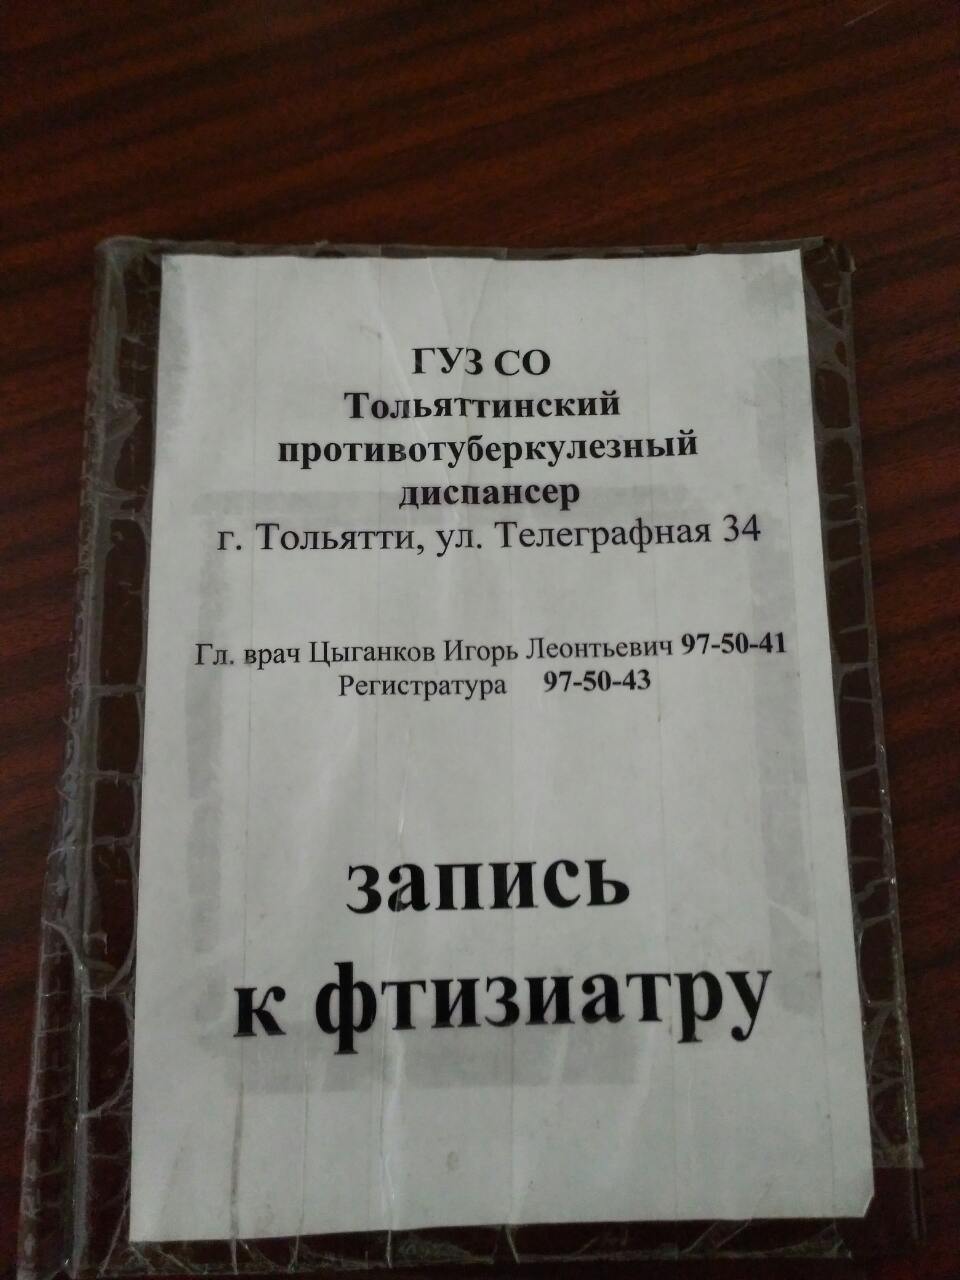 ГУЗ СО
Тольяттинский
противотуберкулезный
диспансер
г. Тольятти, ул. Телеграфная 34
Гл. врач Цыганков Игорь Леонтьевич 97-50-41
Регистратура 97-50-43
запись
к фтизиатру